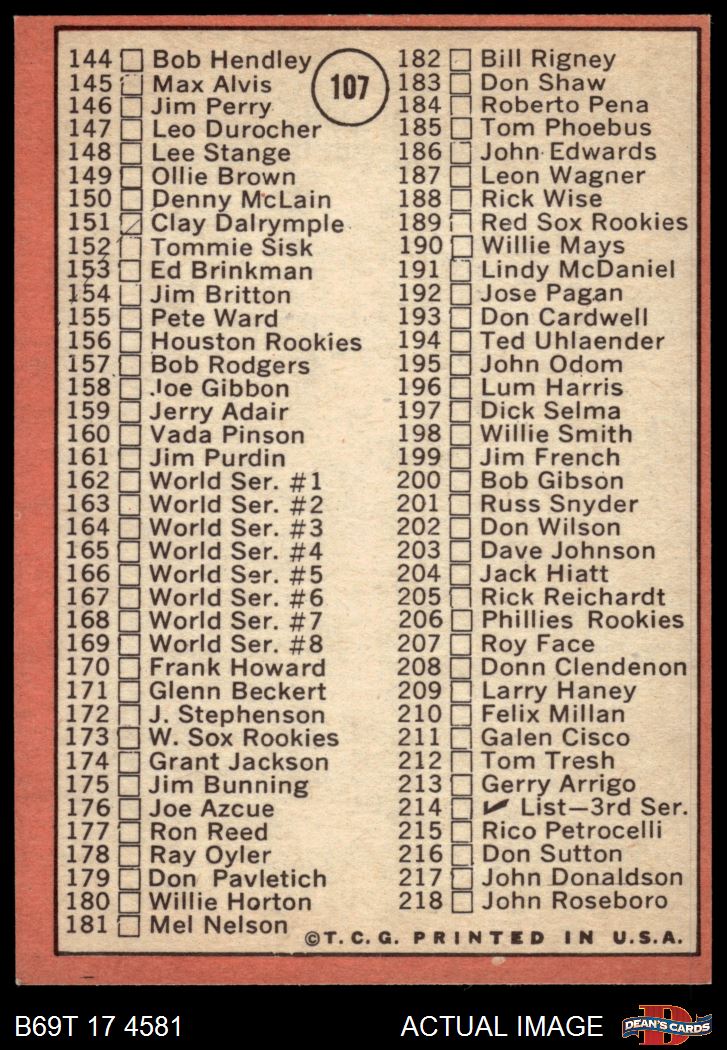 144 Bob Hendley
145 Max Alvis
146 Jim Perry
147 Leo Durocher
148 Lee Stange
149 Ollie Brown
150 Denny McLain
151 Clay Dalrymple
152 Tommie Sisk
153 Ed Brinkman
154 Jim Britton
155 Pete Ward
156 Houston Rookies
157 Bob Rodgers
158 Joe Gibbon
159 Jerry Adair
160 Vada Pinson
161 Jim Purdin
162 World Ser. #1
163 World Ser. #2
164 World Ser. #3
165 World Ser. #4
166 World Ser. #5
167 World Ser. #6
168 World Ser. #7
169 World Ser. #8
170 Frank Howard
171 Glenn Beckert
172 J. Stephenson
173 W. Sox Rookies
174 Grant Jackson
175 Jim Bunning
176 Joe Azcue
177 Ron Reed
178 Ray Oyler
179 Don Pavletich
180 Willie Horton
181 Mel Nelson
107
182 Bill Rigney
183 Don Shaw
184 Roberto Pena
185 Tom Phoebus
186 John Edwards
187 Leon Wagner
188 Rick Wise
189 Red Sox Rookies
190 Willie Mays
191 Lindy McDaniel
192 Jose Pagan
193 Don Cardwell
194 Ted Uhlaender
195 John Odom
196 Lum Harris
197 Dick Selma
198 Willie Smith
199 Jim French
200 Bob Gibson
201 Russ Snyder
202 Don Wilson
203 Dave Johnson
204 Jack Hiatt
205 Rick Reichardt
206 Phillies Rookies
207 Roy Face
208 Donn Clendenon
209 Larry Haney
210 Felix Millan
211 Galen Cisco
212 Tom Tresh
213 Gerry Arrigo
214 ✔ List—3rd Ser.
215 Rico Petrocelli
216 Don Sutton
217 John Donaldson
218 John Roseboro
©T.C.G. PRINTED IN U.S.A.
B69T 17 4581
ACTUAL IMAGE
D
DEAN'S CARDS